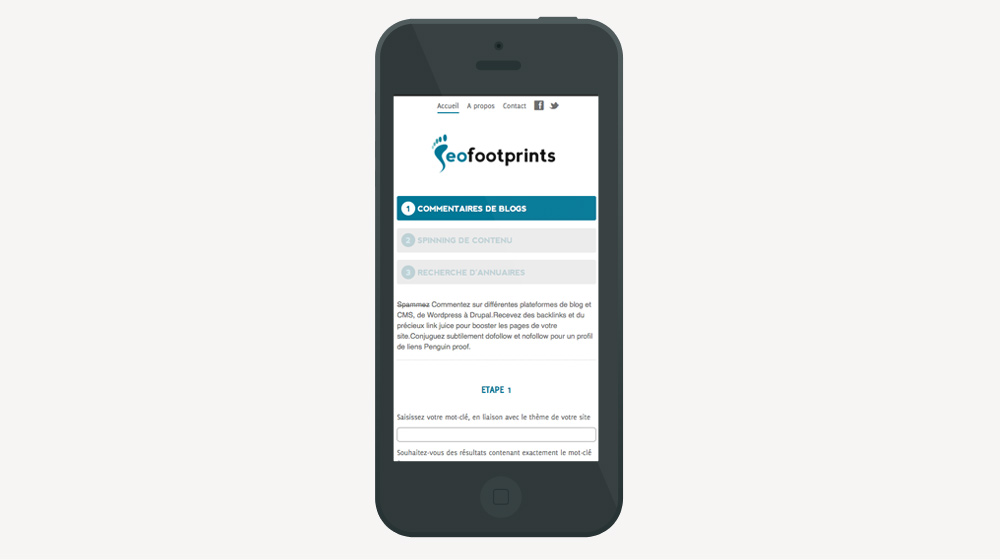 Accueil A propos Contact
eofootprints
1 COMMENTAIRES DE BLOGS
2 SPINNING DE CONTENU
3 RECHERCHE D'ANNUAIRES
Spammez Commentez sur différentes plateformes de blog et
CMS, de Wordpress à Drupal.Recevez des backlinks et du
précieux link juice pour booster les pages de votre
site.Conjuguez subtilement dofollow et nofollow pour un profil
de liens Penguin proof.
ETAPE 1
Saisissez votre mot-clé, en liaison avec le thème de votre site
Souhaitez-vous des résultats contenant exactement le mot-clé